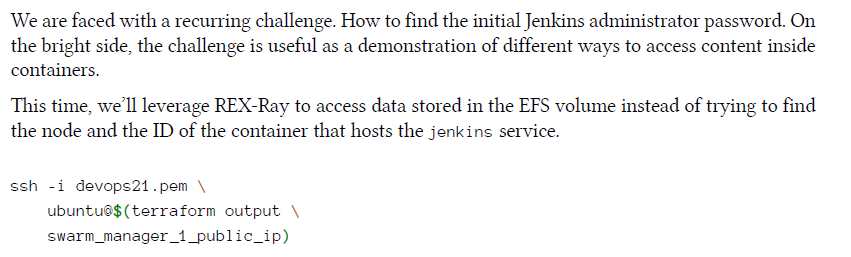 We are faced with a recurring challenge. How to find the initial Jenkins administrator password. On
the bright side, the challenge is useful as a demonstration of different ways to access content inside
containers.
This time, we'll leverage REX-Ray to access data stored in the EFS volume instead of trying to find
the node and the ID of the container that hosts the jenkins service.
ssh -i devops21.pem \
ubuntu@$(terraform output \
swarm_manager_1_public_ip)